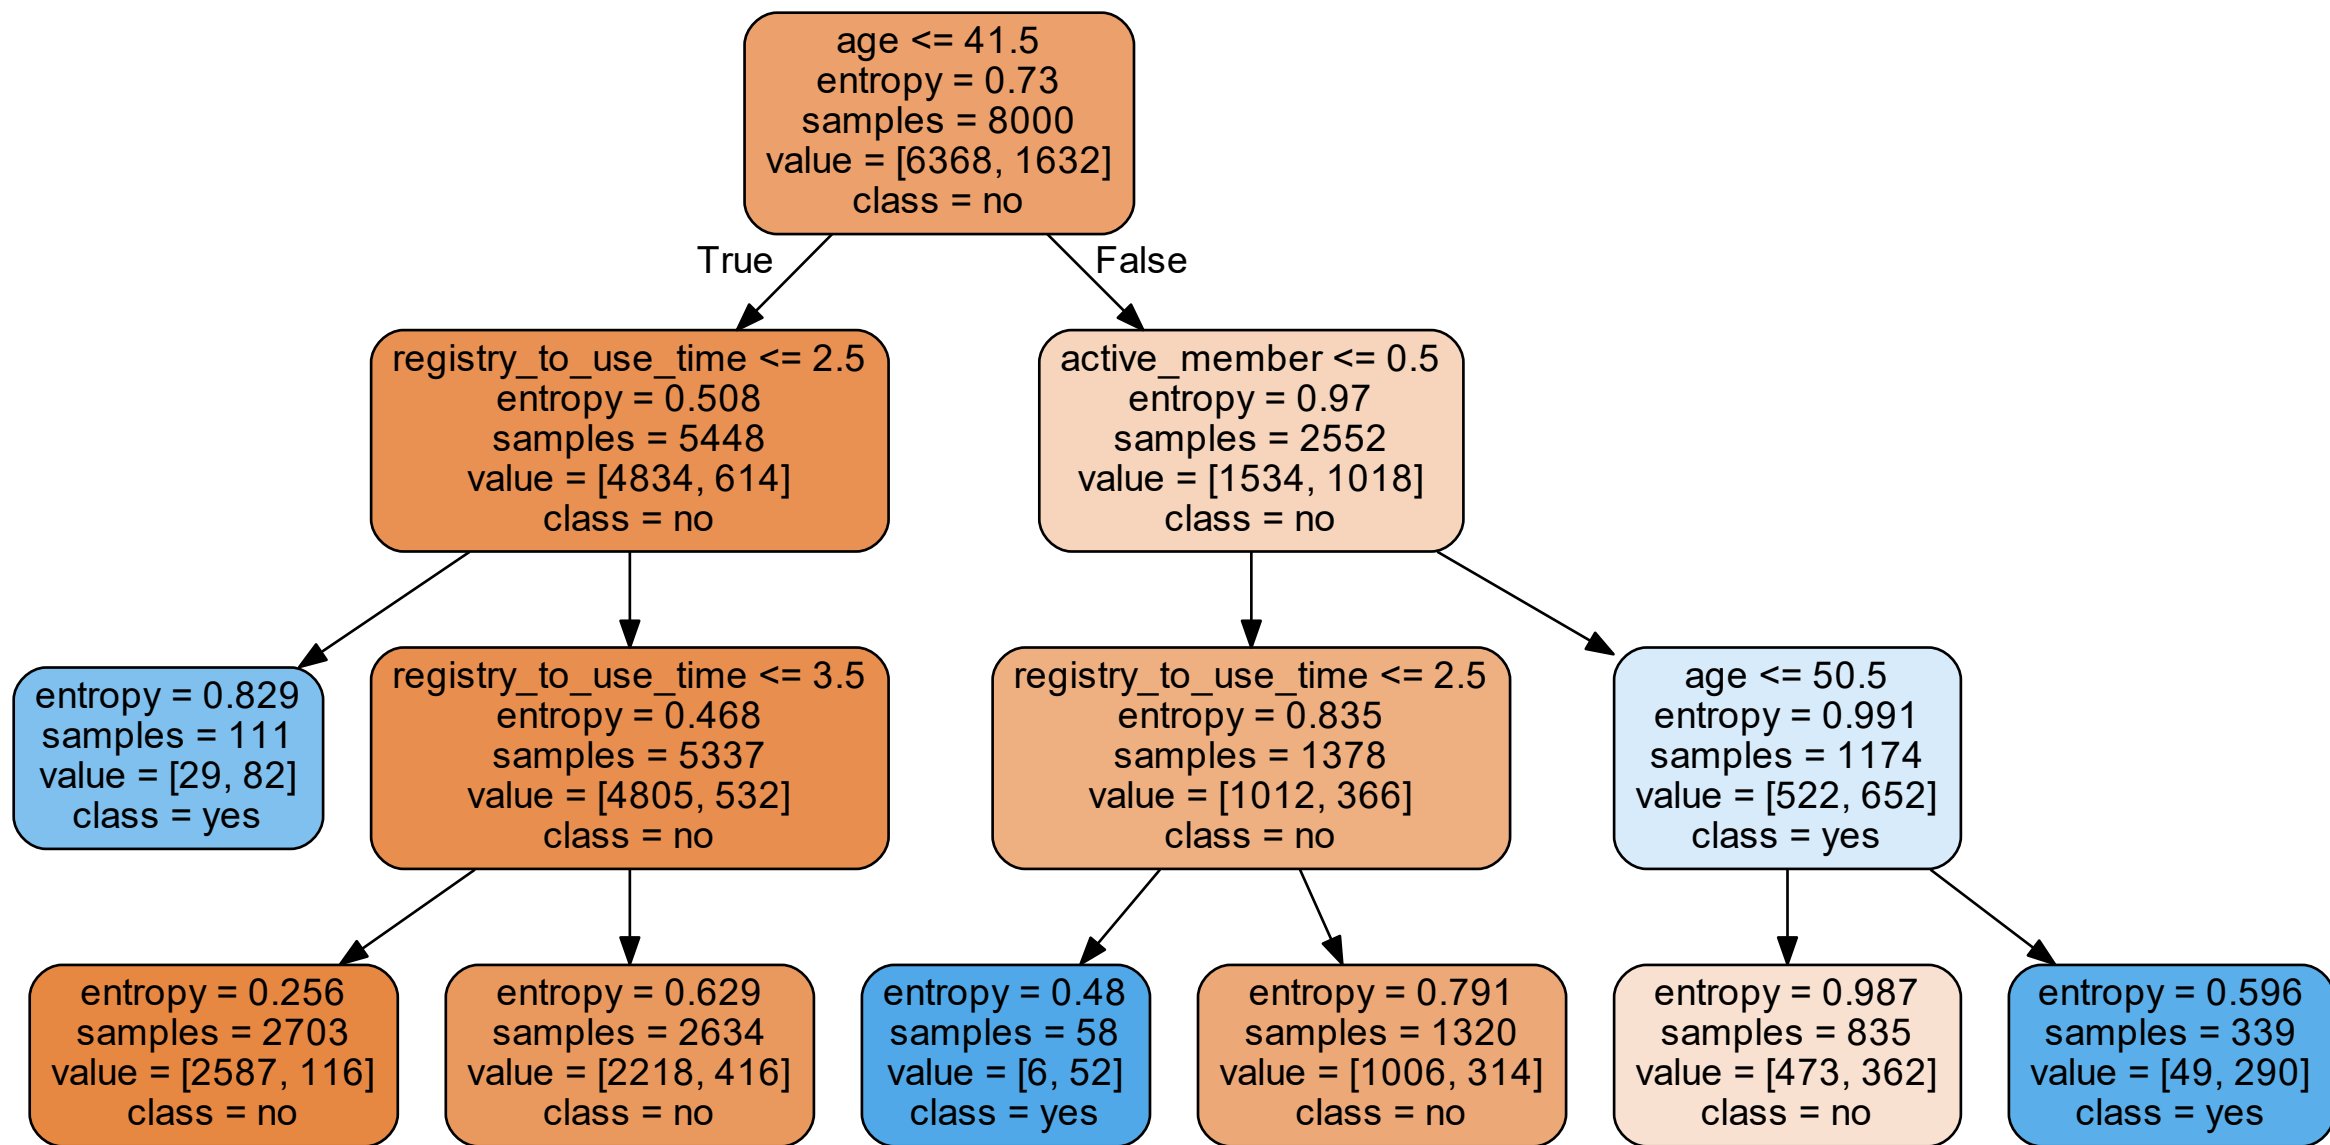 age <= 41.5
entropy = 0.73
samples = 8000
value = [6368, 1632]
class = no
True
False
registry_to_use_time <= 2.5
entropy = 0.508
samples = 5448
value = [4834, 614]
class = no
active_member <= 0.5
entropy = 0.97
samples = 2552
value = [1534, 1018]
class = no
entropy = 0.829
samples = 111
value = [29, 82]
class = yes
registry_to_use_time <= 3.5
entropy = 0.468
samples = 5337
value = [4805, 532]
class = no
registry_to_use_time <= 2.5
entropy = 0.835
samples = 1378
value = [1012, 366]
class = no
age <= 50.5
entropy = 0.991
samples = 1174
value = [522, 652]
class = yes
entropy = 0.256
samples = 2703
value = [2587, 116]
class = no
entropy = 0.629
samples = 2634
value = [2218, 416]
class = no
entropy = 0.48
samples = 58
value = [6, 52]
class = yes
entropy = 0.791
samples = 1320
value = [1006, 314]
class = no
entropy = 0.987
samples = 835
value = [473, 362]
class = no
entropy = 0.596
samples = 339
value = [49, 290]
class = yes